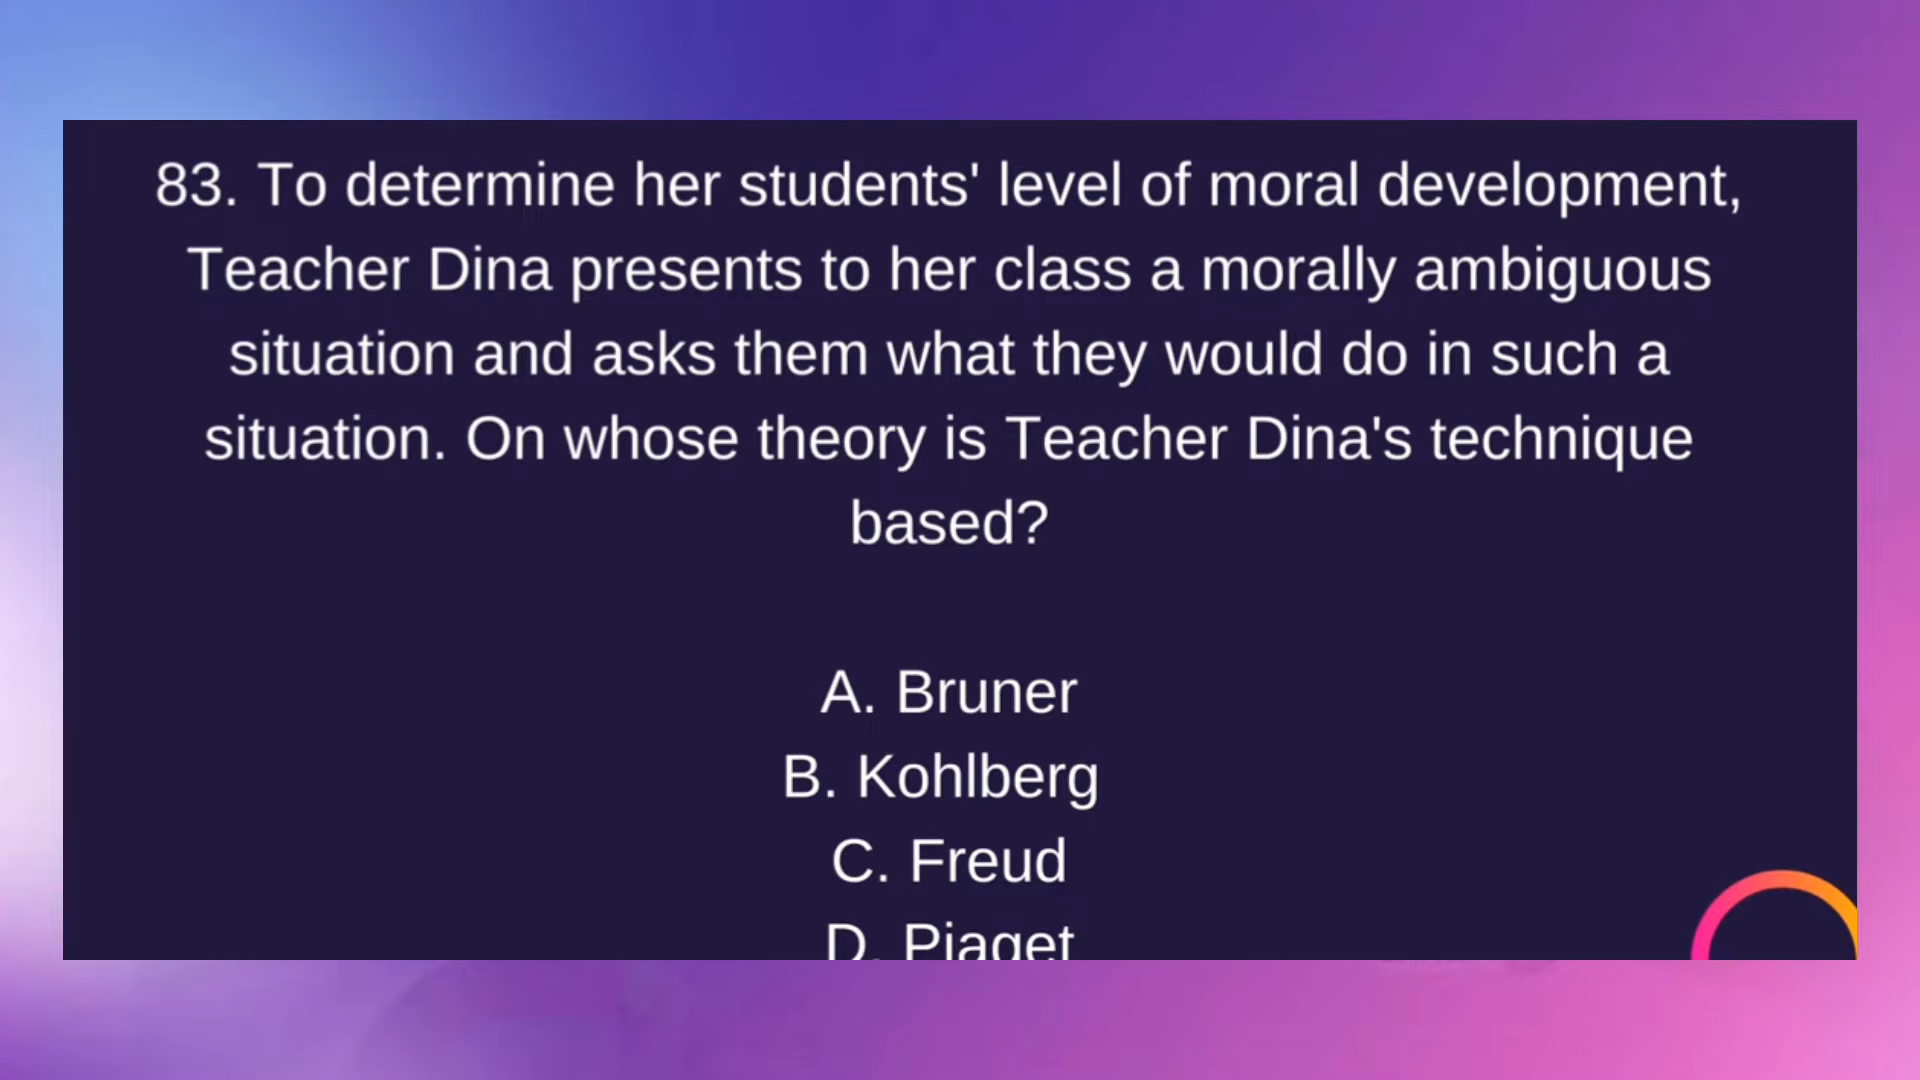 83. To determine her students' level of moral development,
Teacher Dina presents to her class a morally ambiguous
situation and asks them what they would do in such a
situation. On whose theory is Teacher Dina's technique
based?
A. Bruner
B. Kohlberg
C. Freud
D. Piaget